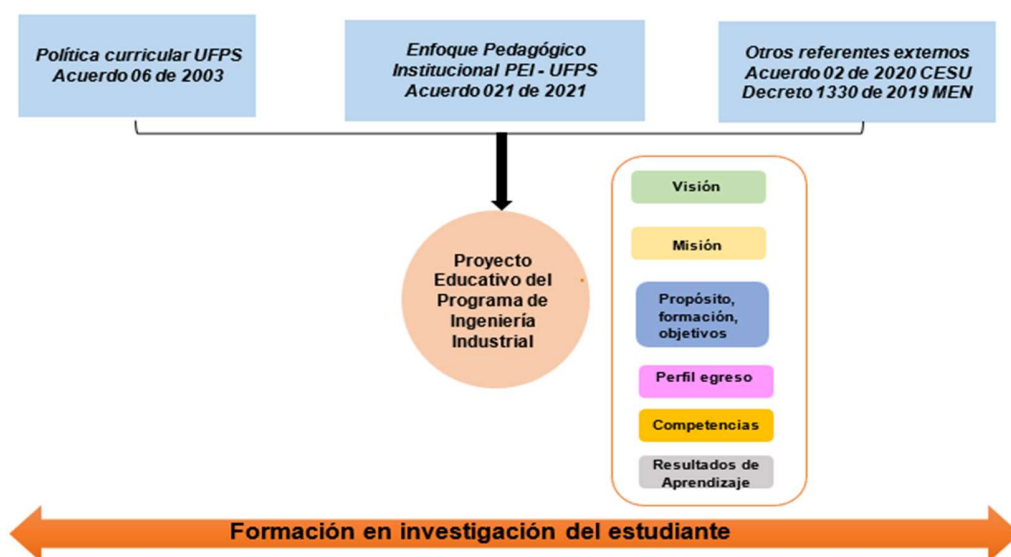 Política curricular UFPS
Acuerdo 06 de 2003
Enfoque Pedagógico
Institucional PEI - UFPS
Acuerdo 021 de 2021
Otros referentes externos
Acuerdo 02 de 2020 CESU
Decreto 1330 de 2019 MEN
Proyecto
Educativo del
Programa de
Ingeniería
Industrial
Visión
Misión
Propósito,
formación,
objetivos
Perfil egreso
Competencias
Resultados de
Aprendizaje
Formación en investigación del estudiante